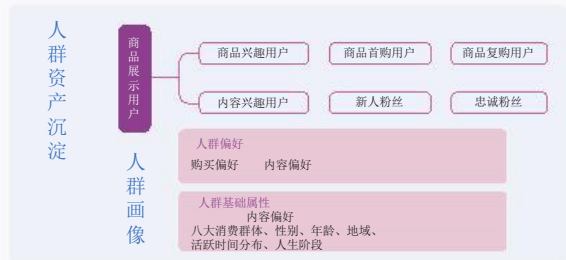 人群资产沉淀
商品展示用户
商品兴趣用户
商品首购用户
商品复购用户
内容兴趣用户
新人粉丝
忠诚粉丝
人群画像
人群偏好
购买偏好 内容偏好
人群基础属性
内容偏好
八大消费群体、性别、年龄、地域、
活跃时间分布、人生阶段